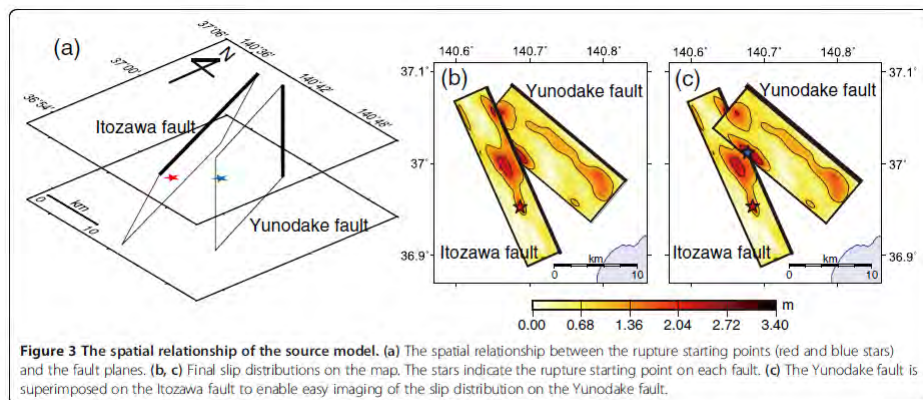 (a)
37°06'
140°36'
N
37°00'
140°42'
36°54'
140°48'
Itozawa fault
Yunodake fault
0 km 10
140.6° 140.7° 140.8°
37.1°
(b)
Yunodake fault
37°
36.9°
Itozawa fault
km
0 10
140.6° 140.7° 140.8°
37.1°
(c)
Yunodake fault
37°
36.9°
Itozawa fault
km
0 10
m
0.00 0.68 1.36 2.04 2.72 3.40
Figure 3 The spatial relationship of the source model. (a) The spatial relationship between the rupture starting points (red and blue stars)
and the fault planes. (b, c) Final slip distributions on the map. The stars indicate the rupture starting point on each fault. (c) The Yunodake fault is
superimposed on the Itozawa fault to enable easy imaging of the slip distribution on the Yunodake fault.